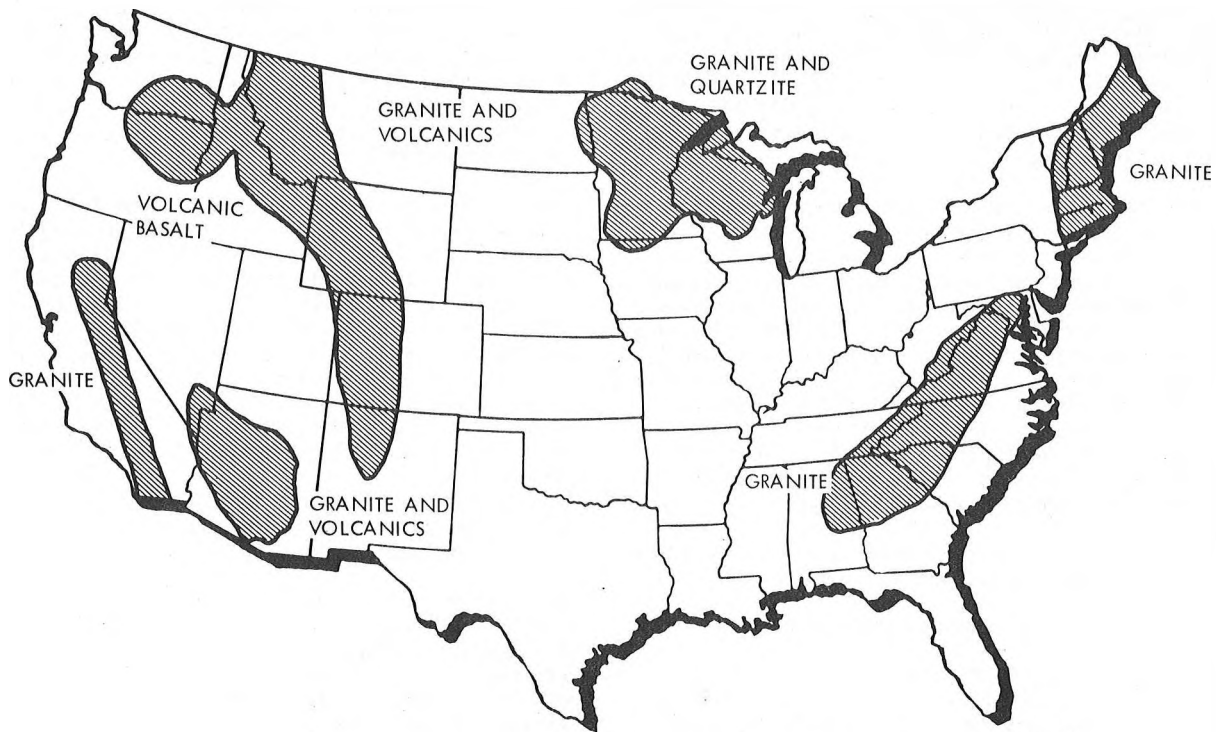 GRANITE AND
QUARTZITE
GRANITE AND
VOLCANICS
GRANITE
VOLCANIC
BASALT
GRANITE
GRANITE
GRANITE AND
VOLCANICS